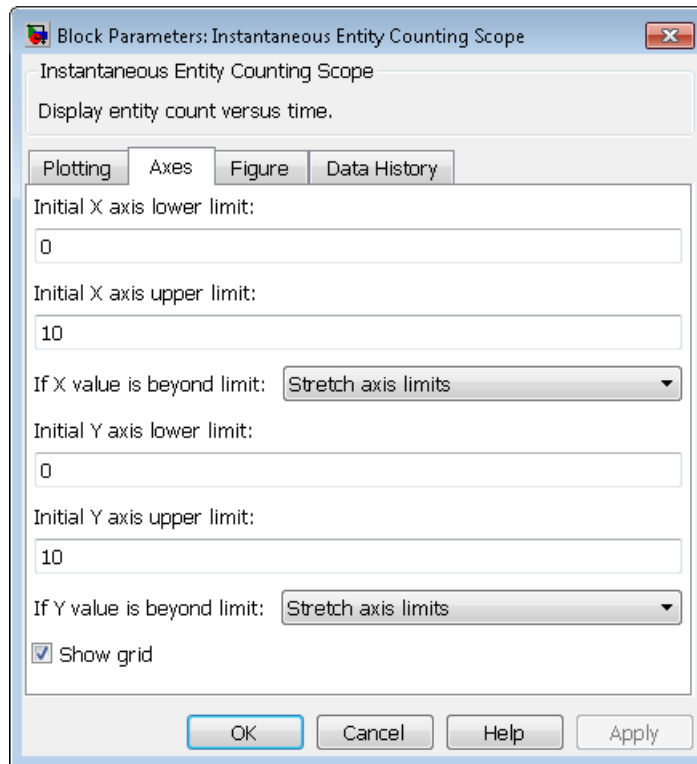 Block Parameters: Instantaneous Entity Counting Scope
Instantaneous Entity Counting Scope
Display entity count versus time.
Plotting Axes Figure Data History
Initial X axis lower limit:
0
Initial X axis upper limit:
10
If X value is beyond limit: Stretch axis limits
Initial Y axis lower limit:
0
Initial Y axis upper limit:
10
If Y value is beyond limit: Stretch axis limits
Show grid
OK Cancel Help Apply